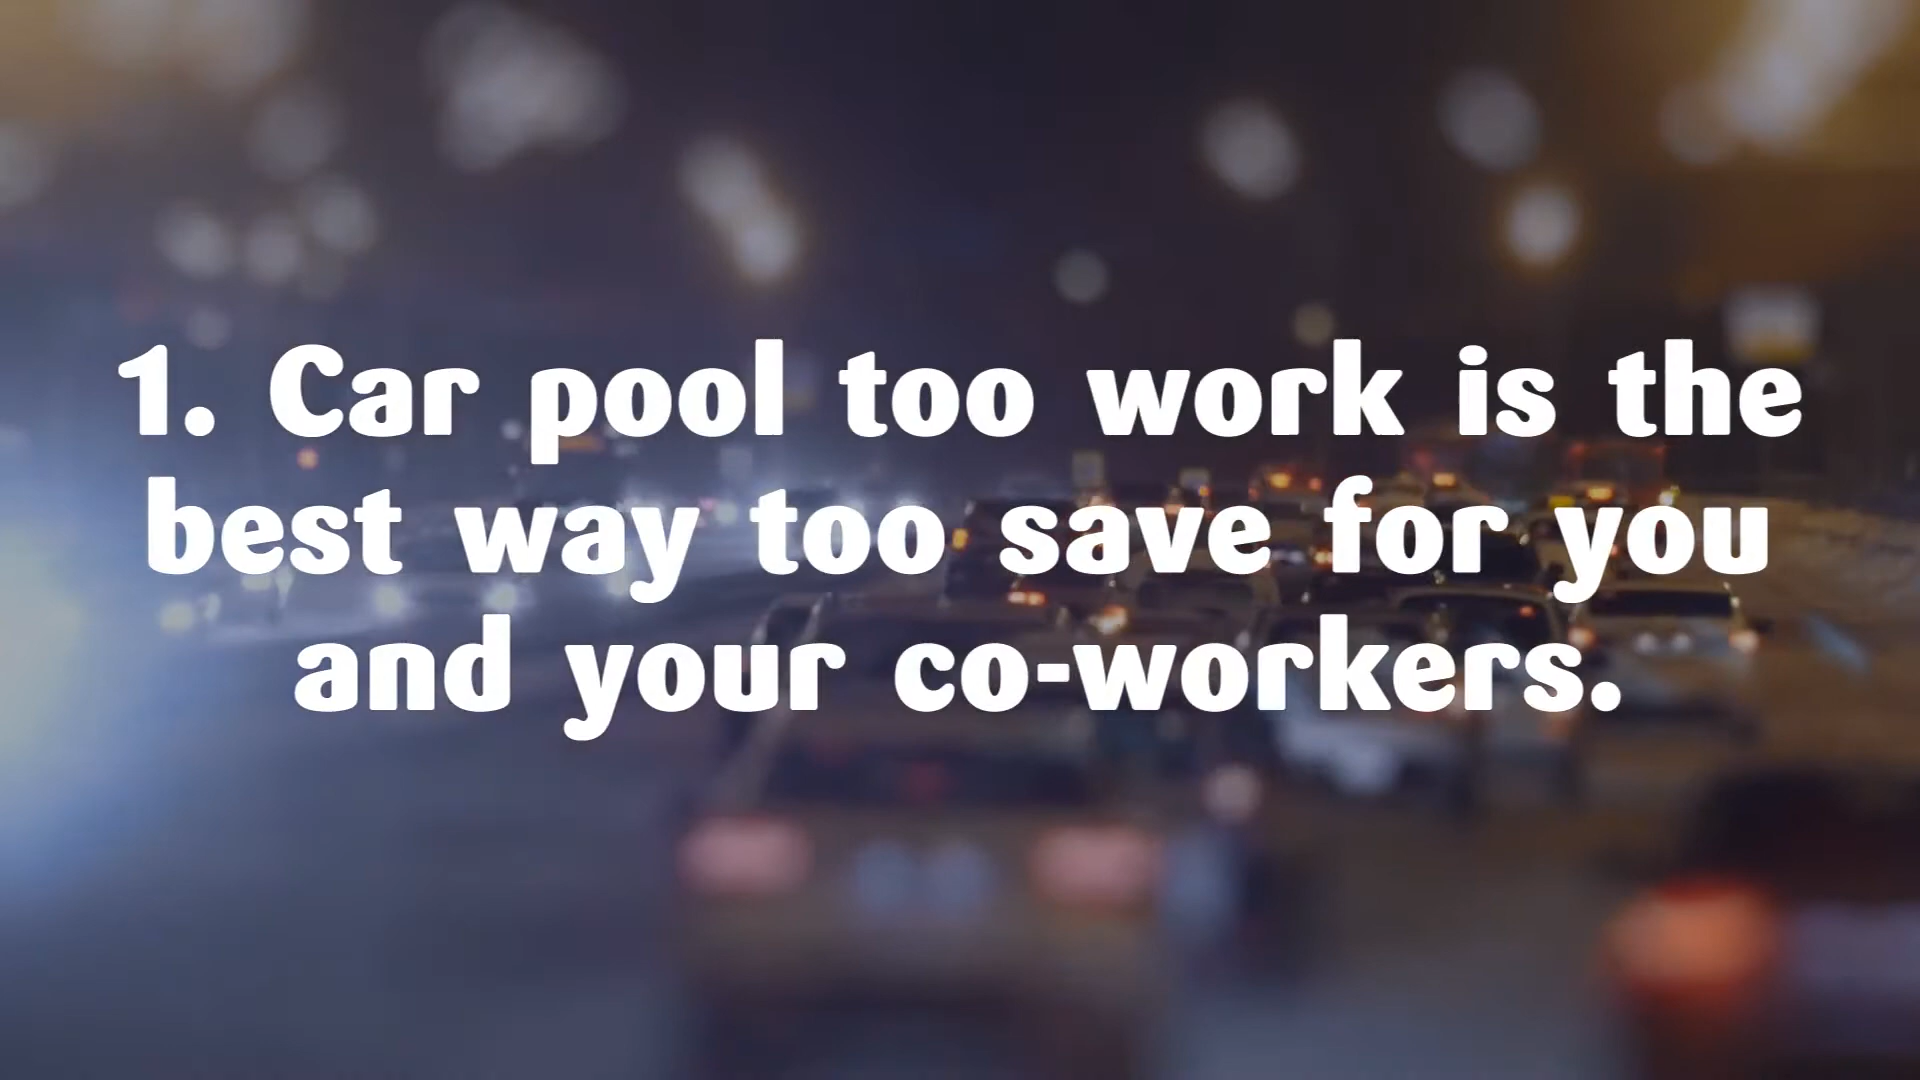 1. Car pool too work is the
best way too save for you
and your co-workers.